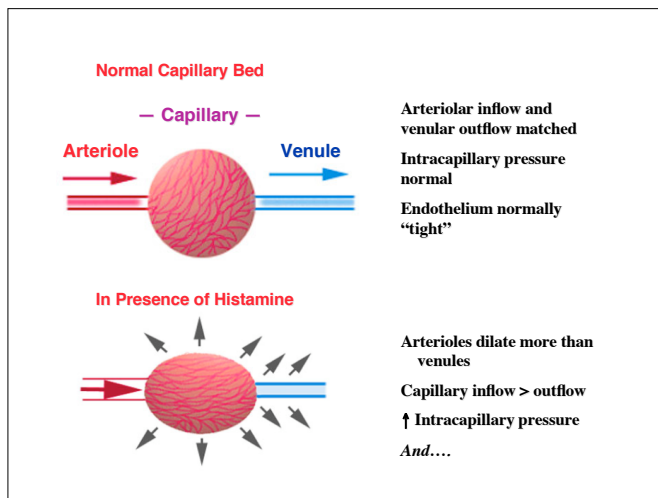 Normal Capillary Bed
— Capillary —
Arteriole
Venule
Arteriolar inflow and
venular outflow matched
Intracapillary pressure
normal
Endothelium normally
“tight”
In Presence of Histamine
Arterioles dilate more than
venules
Capillary inflow > outflow
↑ Intracapillary pressure
And….